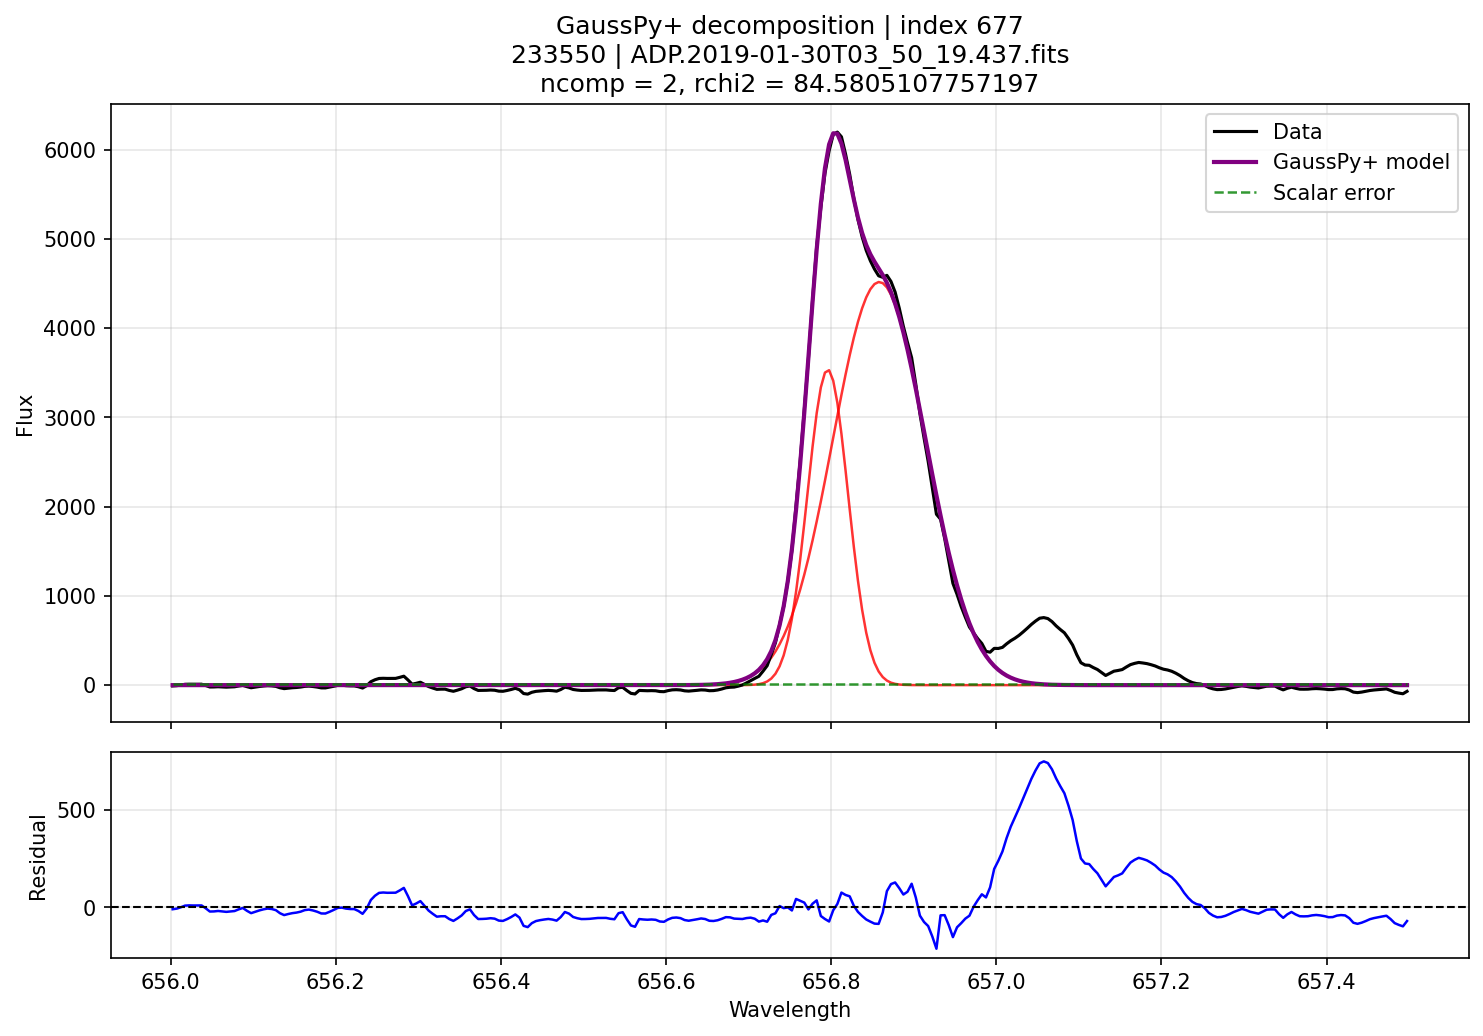 GaussPy+ decomposition | index 677
233550 | ADP.2019-01-30T03_50_19.437.fits
ncomp = 2, rchi2 = 84.5805107757197
Data
GaussPy+ model
Scalar error
6000
5000
4000
3000
2000
1000
0
Flux
500
0
Residual
656.0
656.2
656.4
656.6
656.8
657.0
657.2
657.4
Wavelength